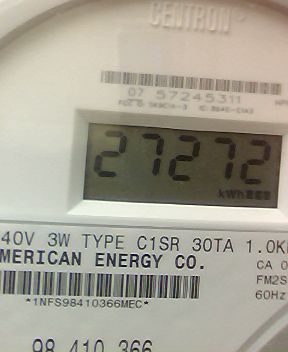 CENTRON
07 57245311
27272
kWh
40V 3W TYPE C1SR 30TA 1.0K
MERICAN ENERGY CO.
CA 0
FM2S
60Hz
*1NFS98410366MEC*
98 410 366